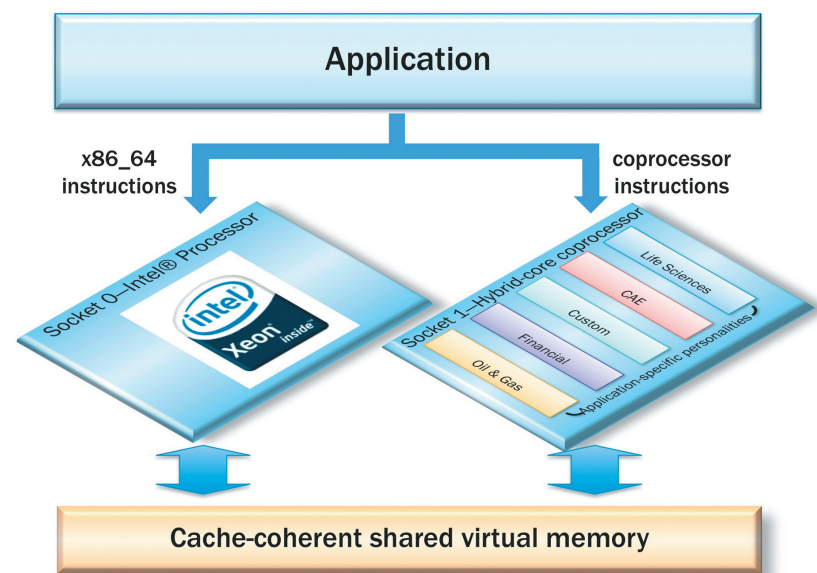 Application
x86_64
instructions
coprocessor
instructions
Socket 0—Intel® Processor
intel
Xeon®
inside™
Socket 1—Hybrid-core coprocessor
Life Sciences
CAE
Custom
Financial
Oil & Gas
Application-specific personalities
Cache-coherent shared virtual memory